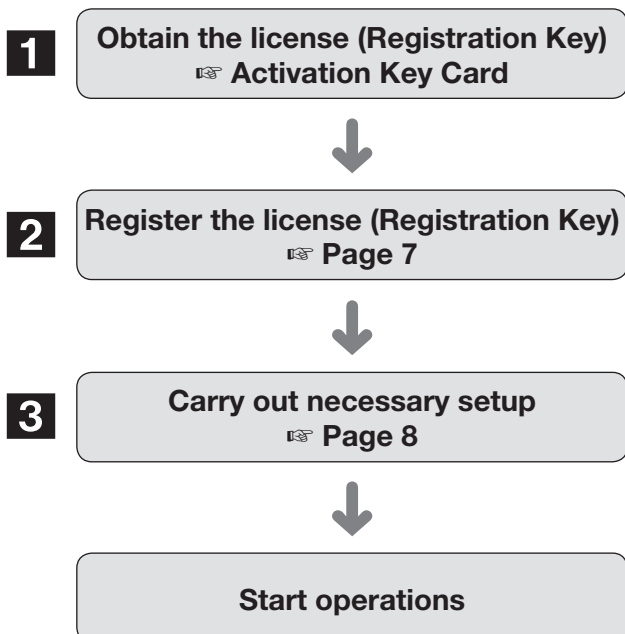 1
Obtain the license (Registration Key)
☞ Activation Key Card
2
Register the license (Registration Key)
☞ Page 7
3
Carry out necessary setup
☞ Page 8
Start operations